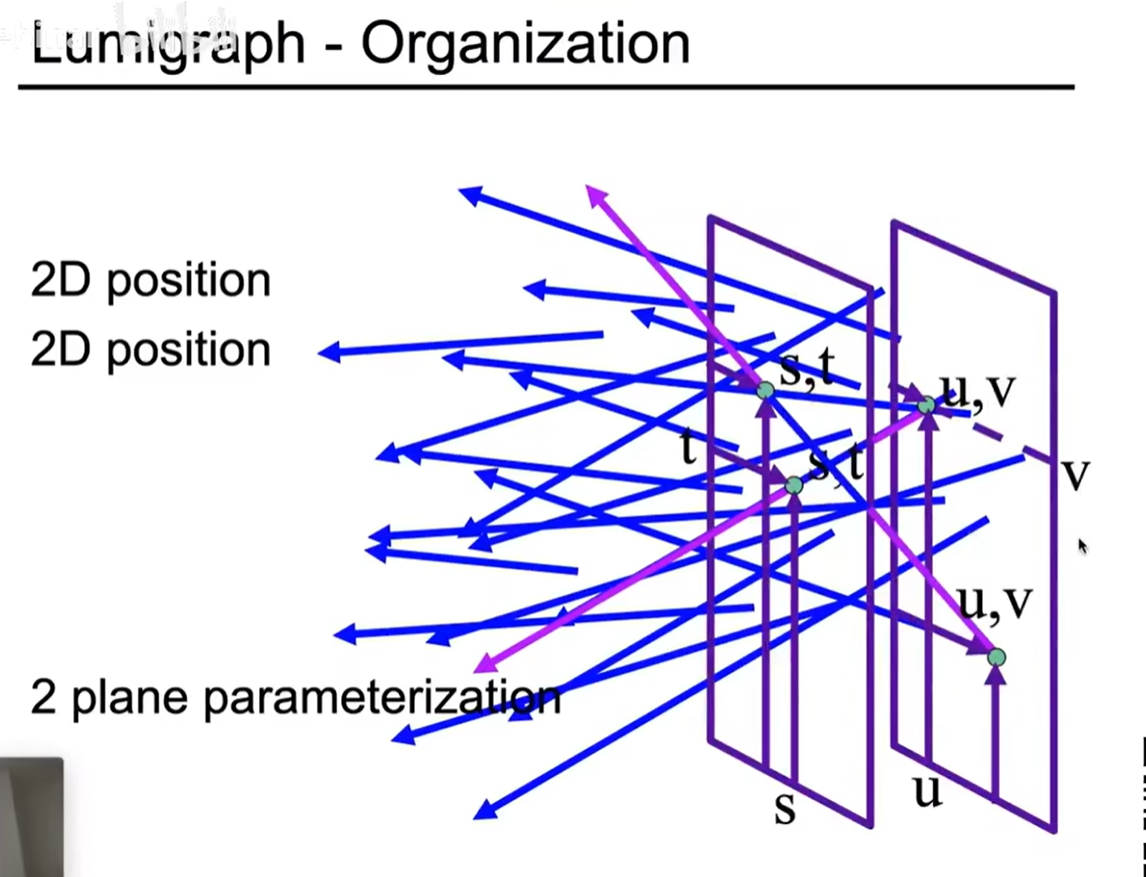 Lumigraph - Organization
2D position
2D position
s,t
u,v
t
s,t
v
u,v
2 plane parameterization
u
s